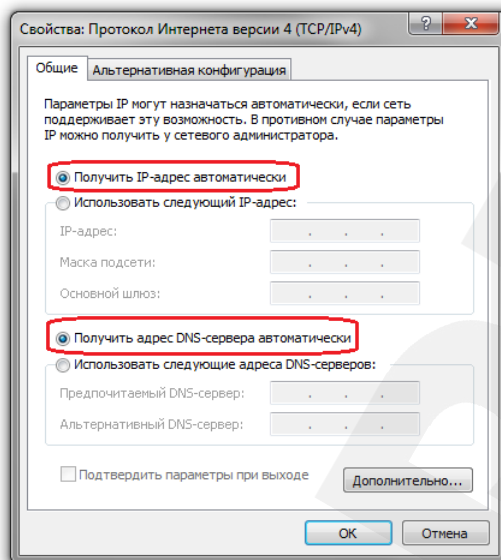 Свойства: Протокол Интернета версии 4 (TCP/IPv4)
Общие
Альтернативная конфигурация
Параметры IP могут назначаться автоматически, если сеть
поддерживает эту возможность. В противном случае параметры
IP можно получить у сетевого администратора.
Получить IP-адрес автоматически
Использовать следующий IP-адрес:
IP-адрес:
Маска подсети:
Основной шлюз:
Получить адрес DNS-сервера автоматически
Использовать следующие адреса DNS-серверов:
Предпочитаемый DNS-сервер:
Альтернативный DNS-сервер:
Подтвердить параметры при выходе
Дополнительно...
ОК
Отмена